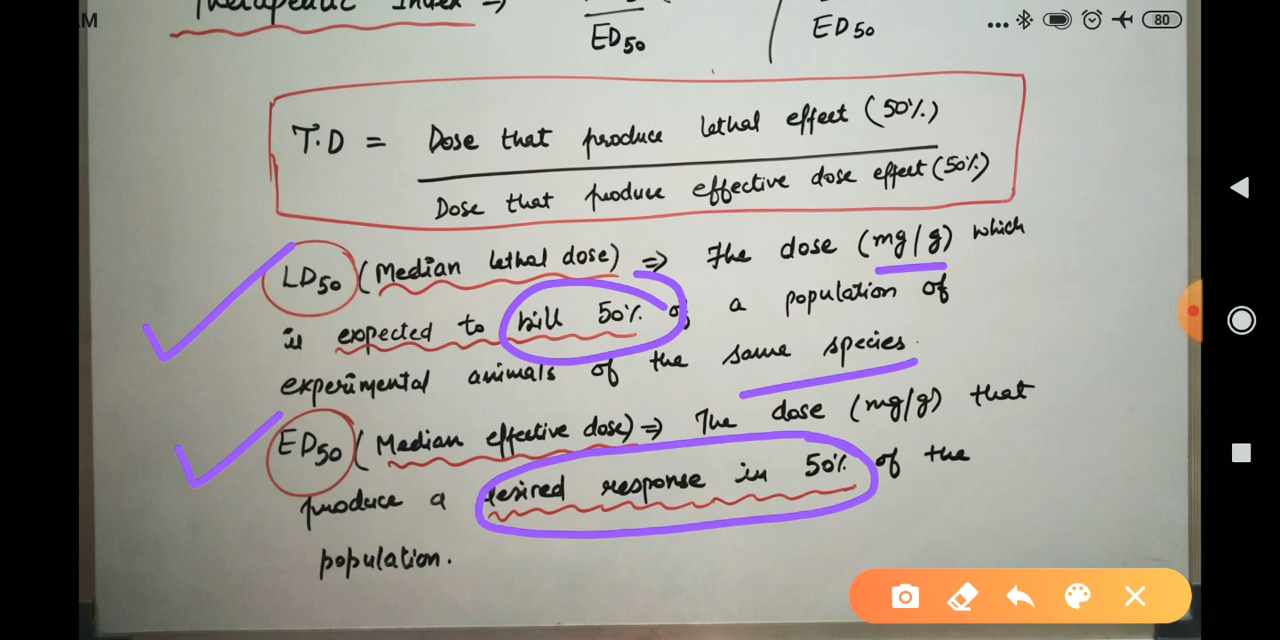 M 80
Therapeutic Index ⇒
ED50 ED50
T.D = Dose that produce lethal effect (50%)
Dose that produce effective dose effect (50%)
LD50 (Median lethal dose) ⇒ The dose (mg/g) which
is expected to kill 50% of a population of
experimental animals of the same species.
ED50 (Median effective dose) ⇒ The dose (mg/g) that
produce a desired response in 50% of the
population.